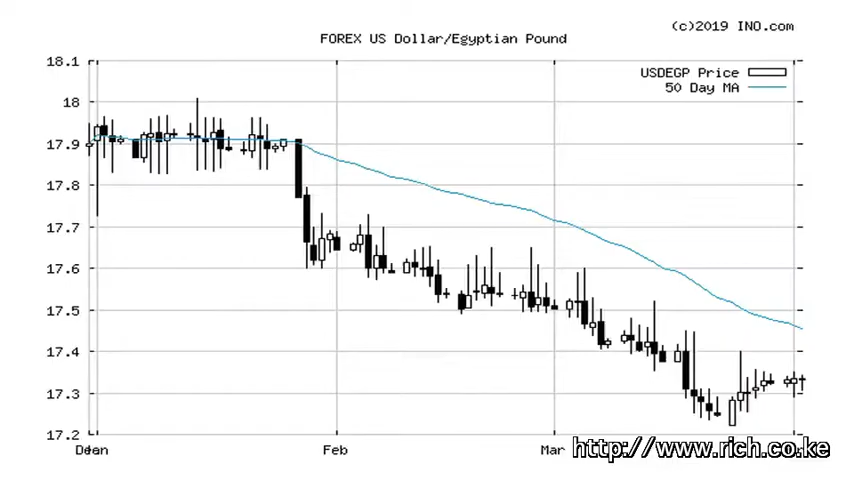 (c)2019 INO.com
FOREX US Dollar/Egyptian Pound
18.1
USDEGP Price
50 Day MA
18
17.9
17.8
17.7
17.6
17.5
17.4
17.3
17.2
Feb
Mar
http://www.rich.co.ke